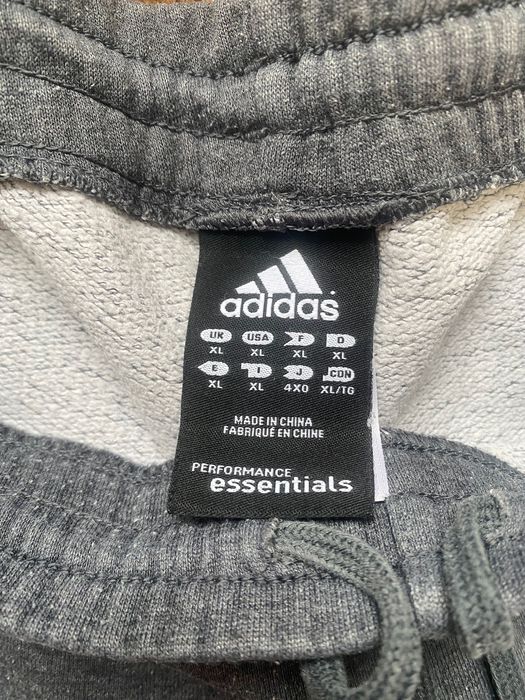 adidas
UK USA F D
XL XL XL XL
E I J CDN
XL XL 4XO XL/TG
MADE IN CHINA
FABRIQUÉ EN CHINE
PERFORMANCE
essentials